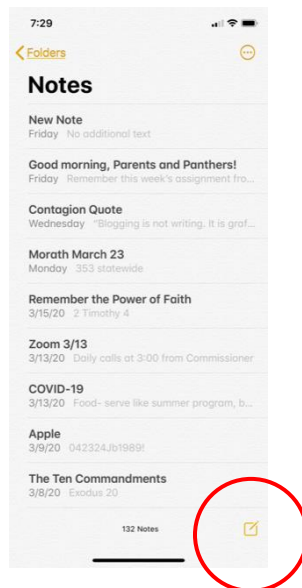 7:29
Folders
Notes
New Note
Friday No additional text
Good morning, Parents and Panthers!
Friday Remember this week's assignment fro...
Contagion Quote
Wednesday "Blogging is not writing. It is graf...
Morath March 23
Monday 353 statewide
Remember the Power of Faith
3/15/20 2 Timothy 4
Zoom 3/13
3/13/20 Daily calls at 3:00 from Commissioner
COVID-19
3/13/20 Food- serve like summer program, b...
Apple
3/9/20 042324Jb1989!
The Ten Commandments
3/8/20 Exodus 20
132 Notes